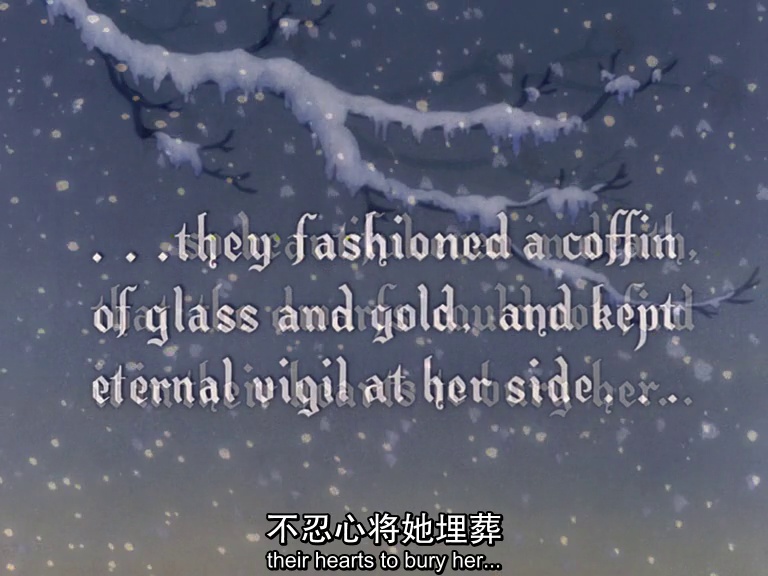 . . .they fashioned a coffin
of glass and gold, and kept
eternal vigil at her side. . .
不忍心将她埋葬
their hearts to bury her...